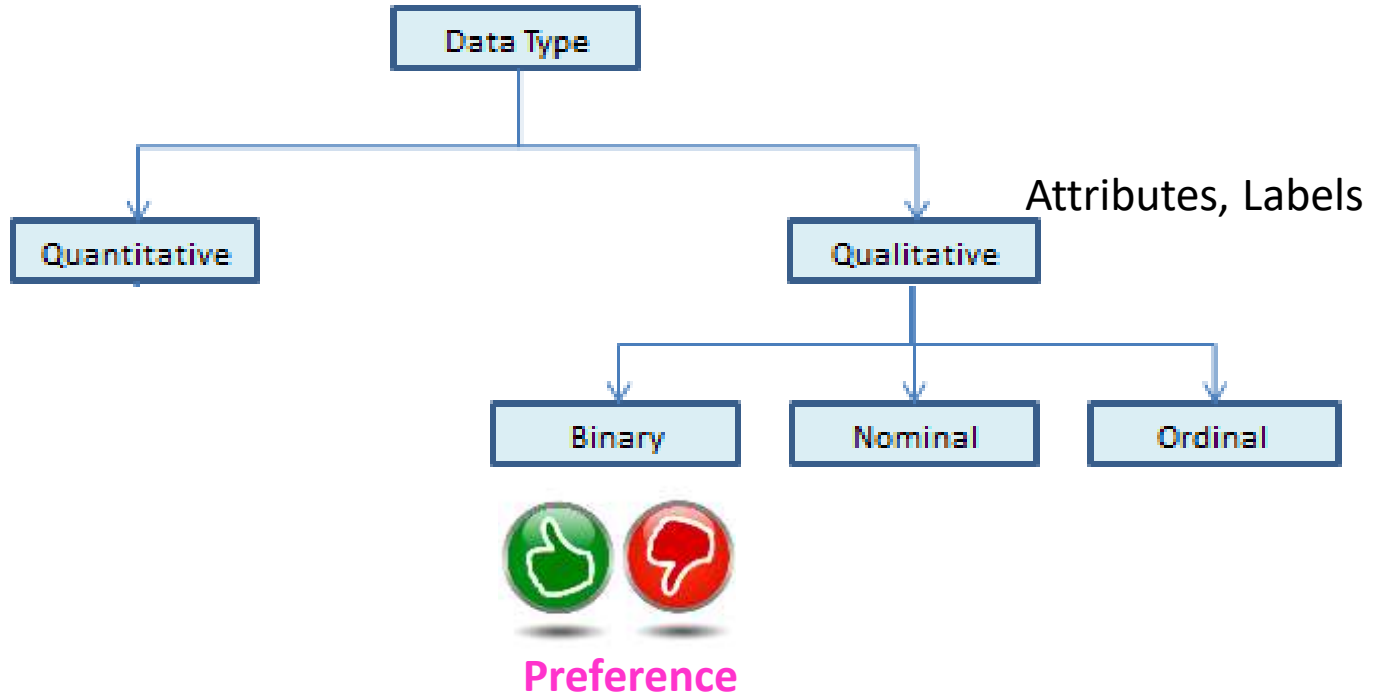 Data Type
Attributes, Labels
Quantitative
Qualitative
Binary
Nominal
Ordinal
Preference